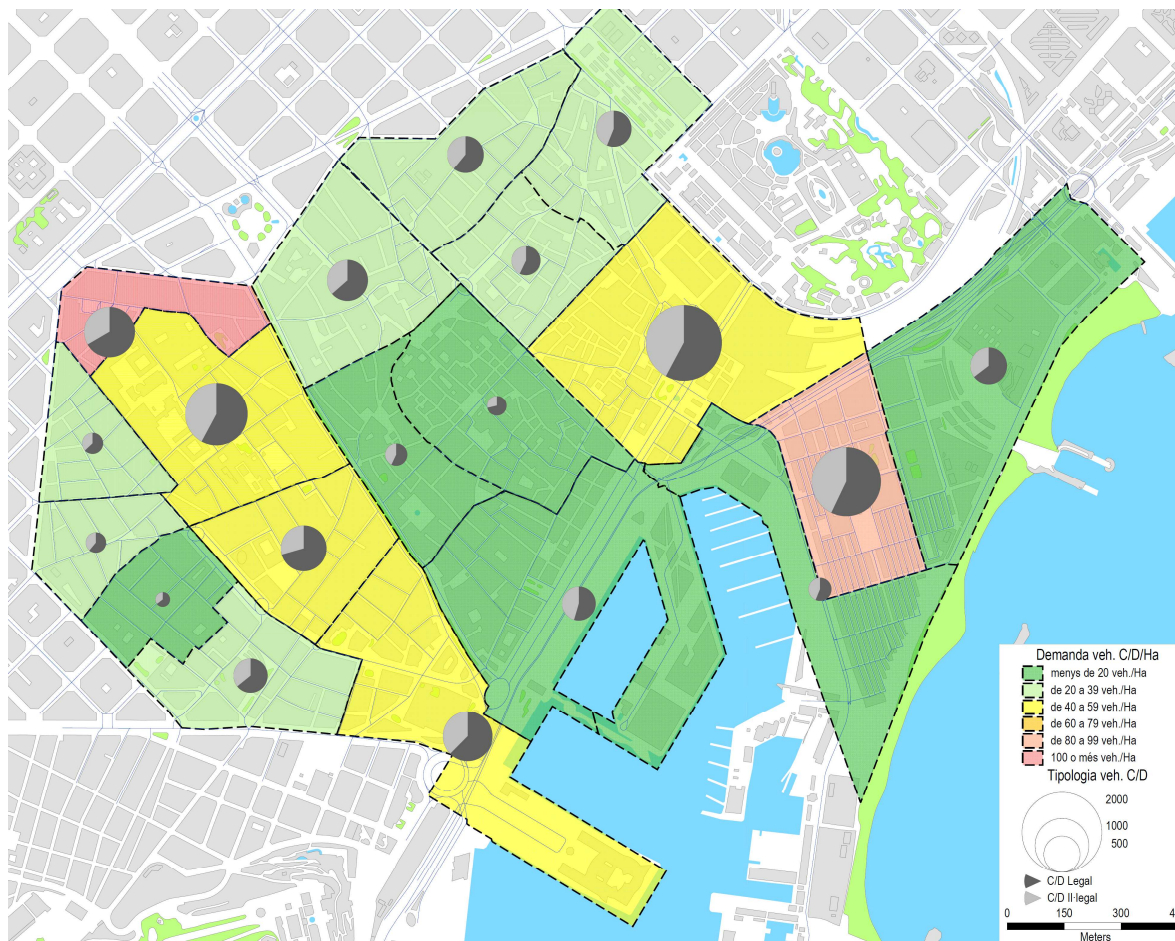 Demanda veh. C/D/Ha
menys de 20 veh./Ha
de 20 a 39 veh./Ha
de 40 a 59 veh./Ha
de 60 a 79 veh./Ha
de 80 a 99 veh./Ha
100 o més veh./Ha
Tipologia veh. C/D
2000
1000
500
C/D Legal
C/D Il·legal
0 150 300 4
Meters